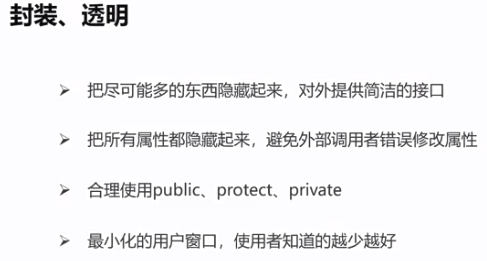 封装、透明
➢ 把尽可能多的东西隐藏起来，对外提供简洁的接口
➢ 把所有属性都隐藏起来，避免外部调用者错误修改属性
➢ 合理使用public、protect、private
➢ 最小化的用户窗口，使用者知道的越少越好